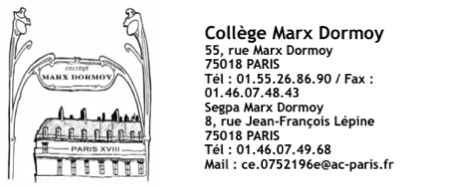 COLLEGE
MARX DORMOY
PARIS XVIII
Collège Marx Dormoy
55, rue Marx Dormoy
75018 PARIS
Tél : 01.55.26.86.90 / Fax :
01.46.07.48.43
Segpa Marx Dormoy
8, rue Jean-François Lépine
75018 PARIS
Tél : 01.46.07.49.68
Mail : ce.0752196e@ac-paris.fr